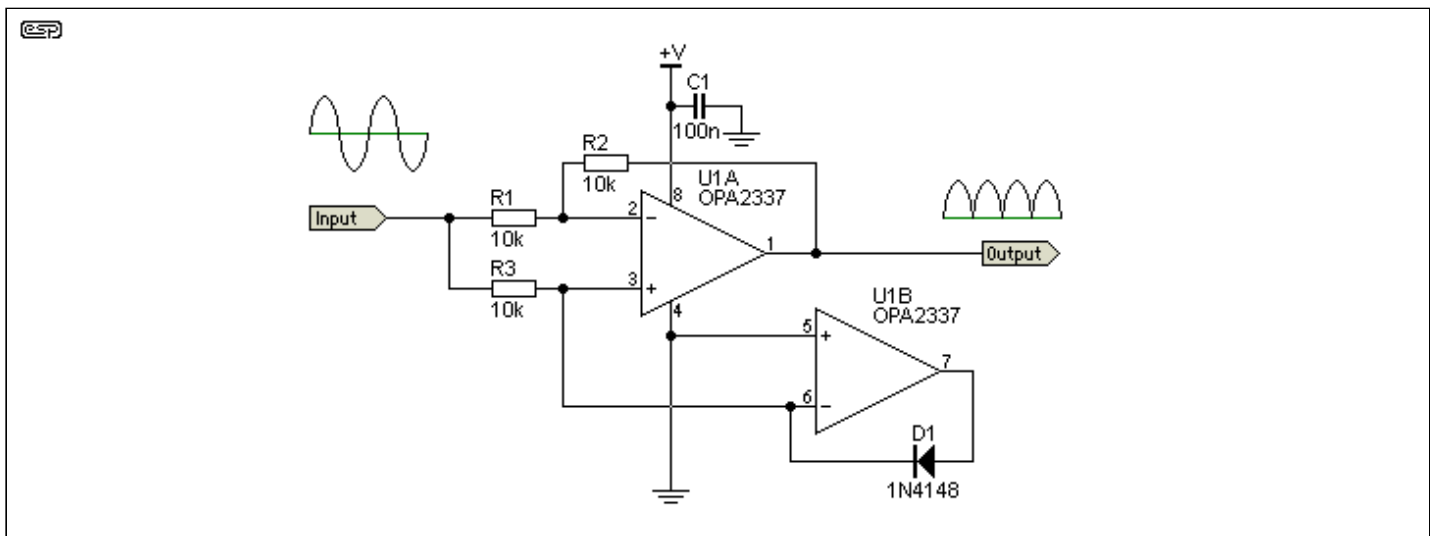 esp
+V
C1
100n
R2
10k
U1A
OPA2337
8
R1
10k
2
−
Input
1
Output
R3
10k
3
+
4
U1B
OPA2337
5
+
7
6
−
D1
1N4148